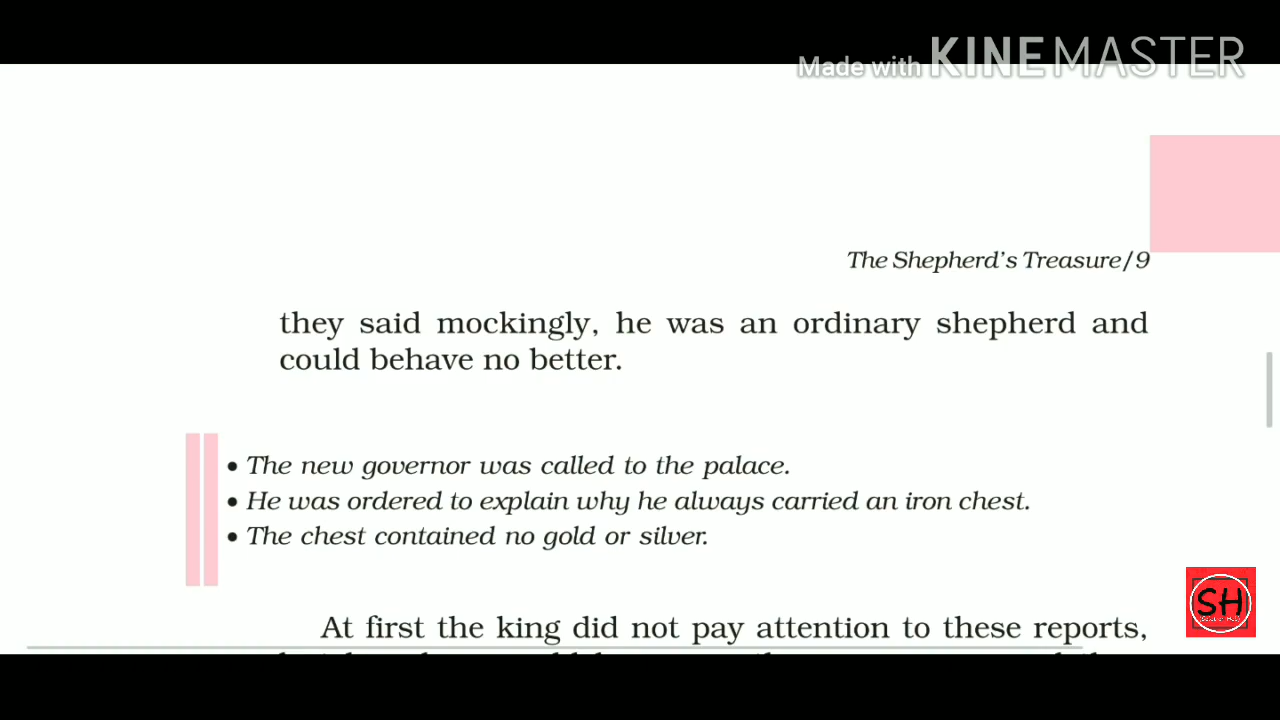 Made with KINEMASTER
The Shepherd's Treasure/9
they said mockingly, he was an ordinary shepherd and
could behave no better.
• The new governor was called to the palace.
• He was ordered to explain why he always carried an iron chest.
• The chest contained no gold or silver.
SH
At first the king did not pay attention to these reports,